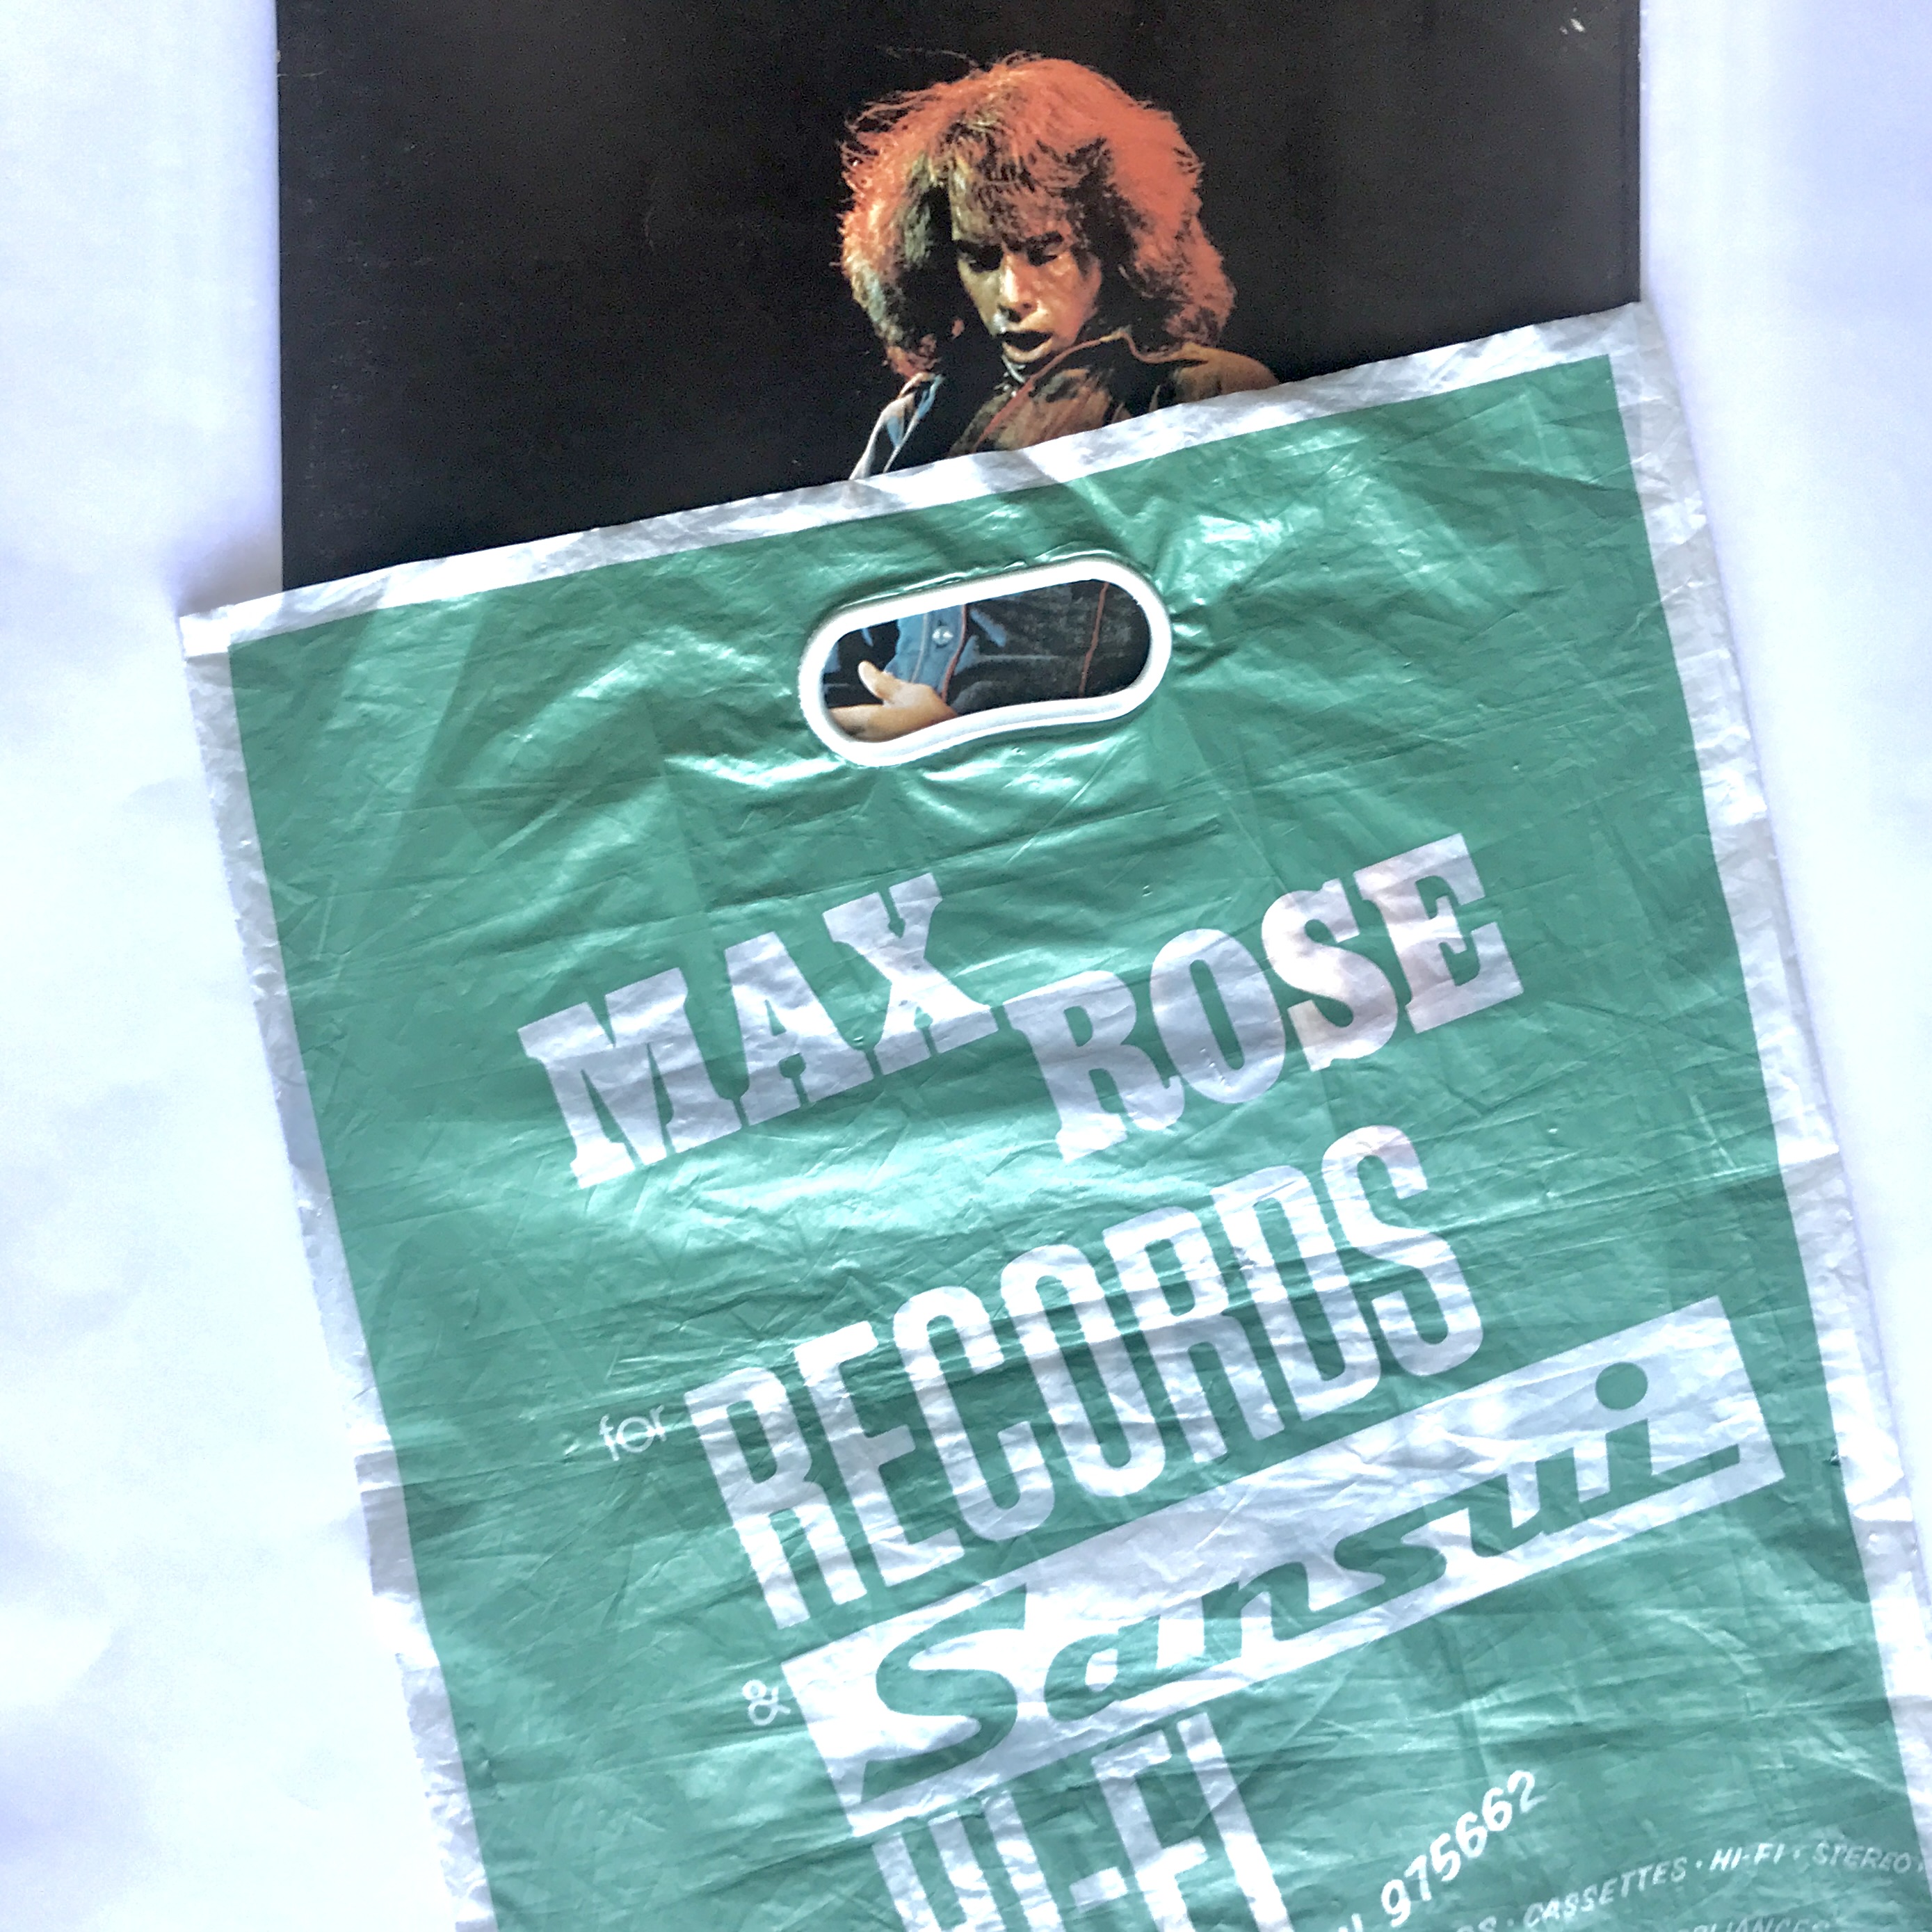 MAX ROSE
for RECORDS
& Sansui
HI-FI
975662
CASSETTES · HI-FI · STEREO